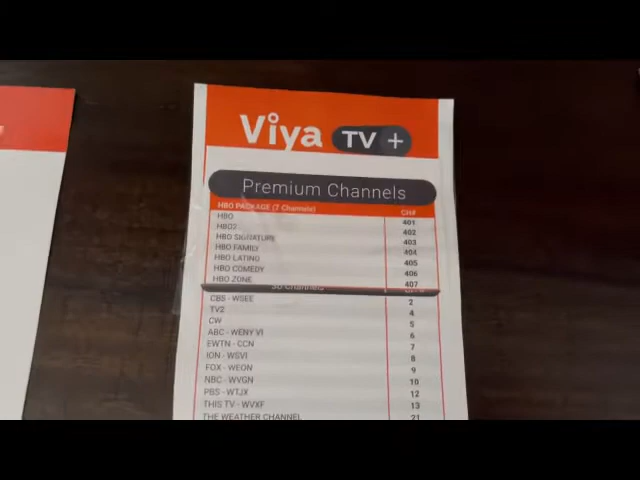 Viya TV +
Premium Channels
HBO PACKAGE (7 Channels) CH#
HBO 401
HBO2 402
HBO SIGNATURE 403
HBO FAMILY 404
HBO LATINO 405
HBO COMEDY 406
HBO ZONE 407
Channels
CBS - WSEE 2
TV2 4
CW 5
ABC - WENY VI 6
EWTN - CCN 7
ION - WSVI 8
FOX - WEON 9
NBC - WVGN 10
PBS - WTJX 12
THIS TV - WVXF 13
THE WEATHER CHANNEL 21